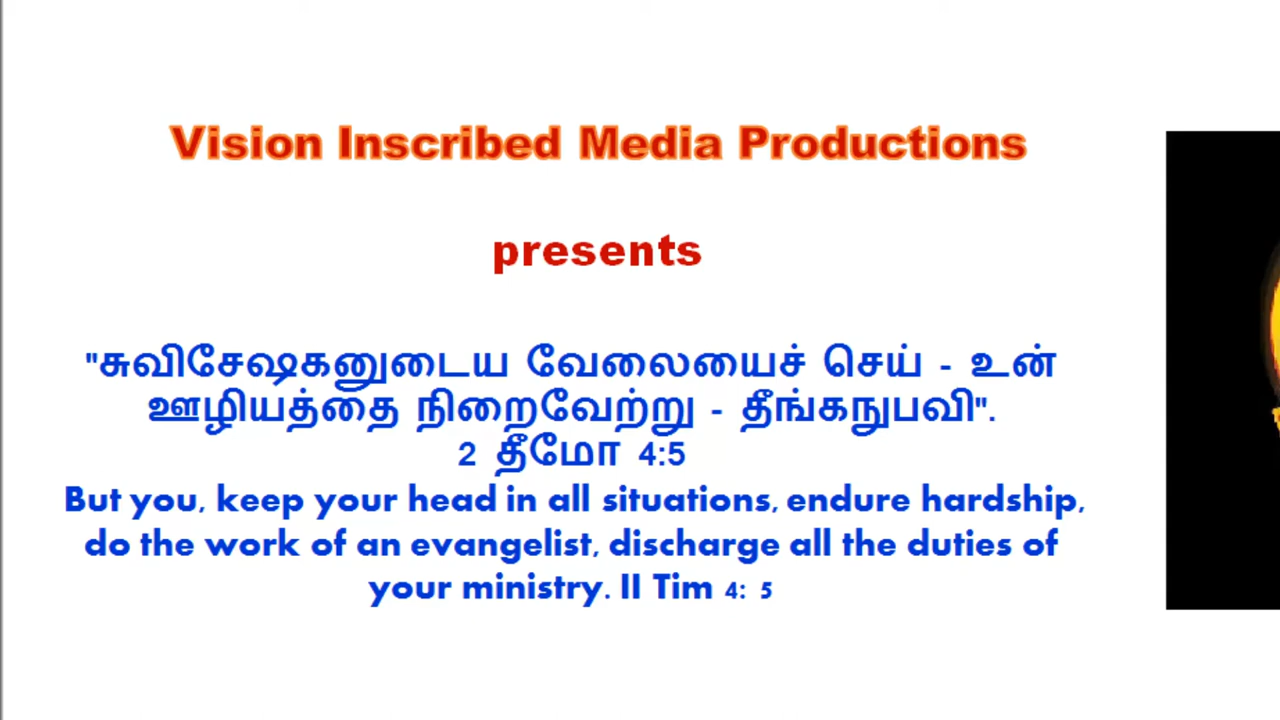 Vision Inscribed Media Productions
presents
"சுவிசேஷகனுடைய வேலையைச் செய் - உன்
ஊழியத்தை நிறைவேற்று - தீங்கநுபவி".
2 தீமோ 4:5
But you, keep your head in all situations, endure hardship,
do the work of an evangelist, discharge all the duties of
your ministry. II Tim 4: 5